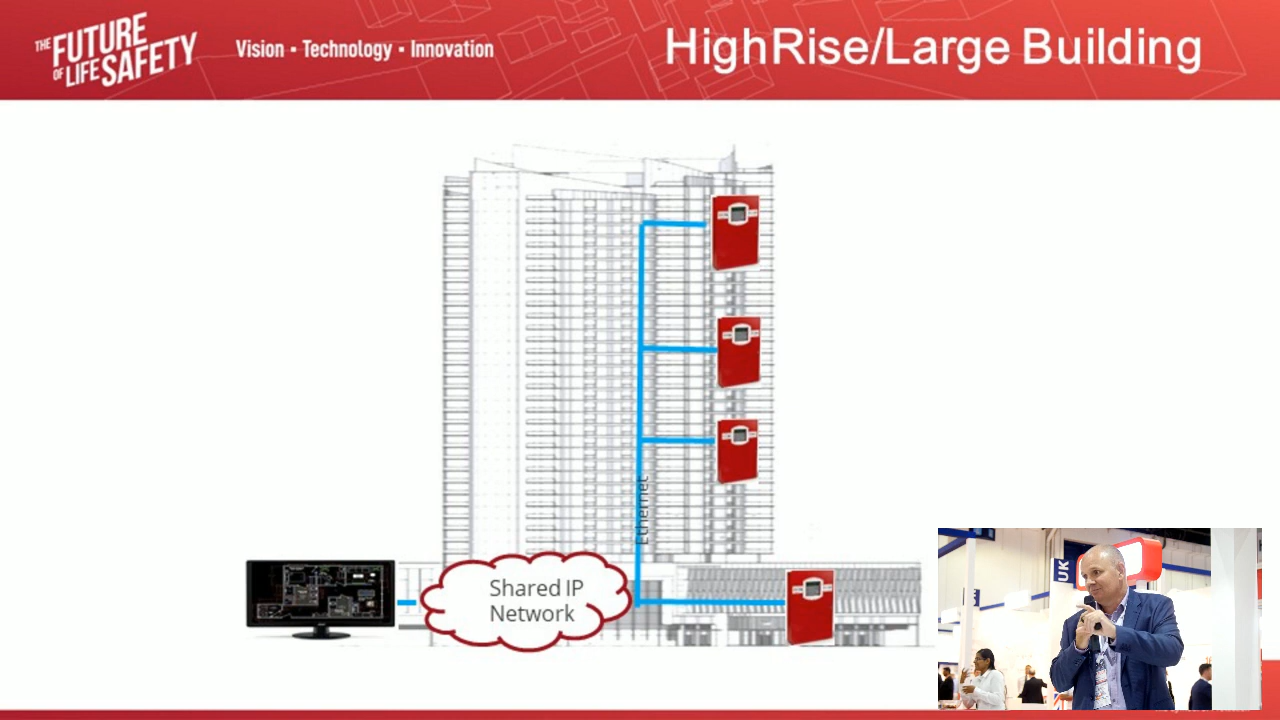 THE FUTURE
OF LIFE SAFETY
Vision • Technology • Innovation
HighRise/Large Building
Ethernet
Shared IP
Network
UK